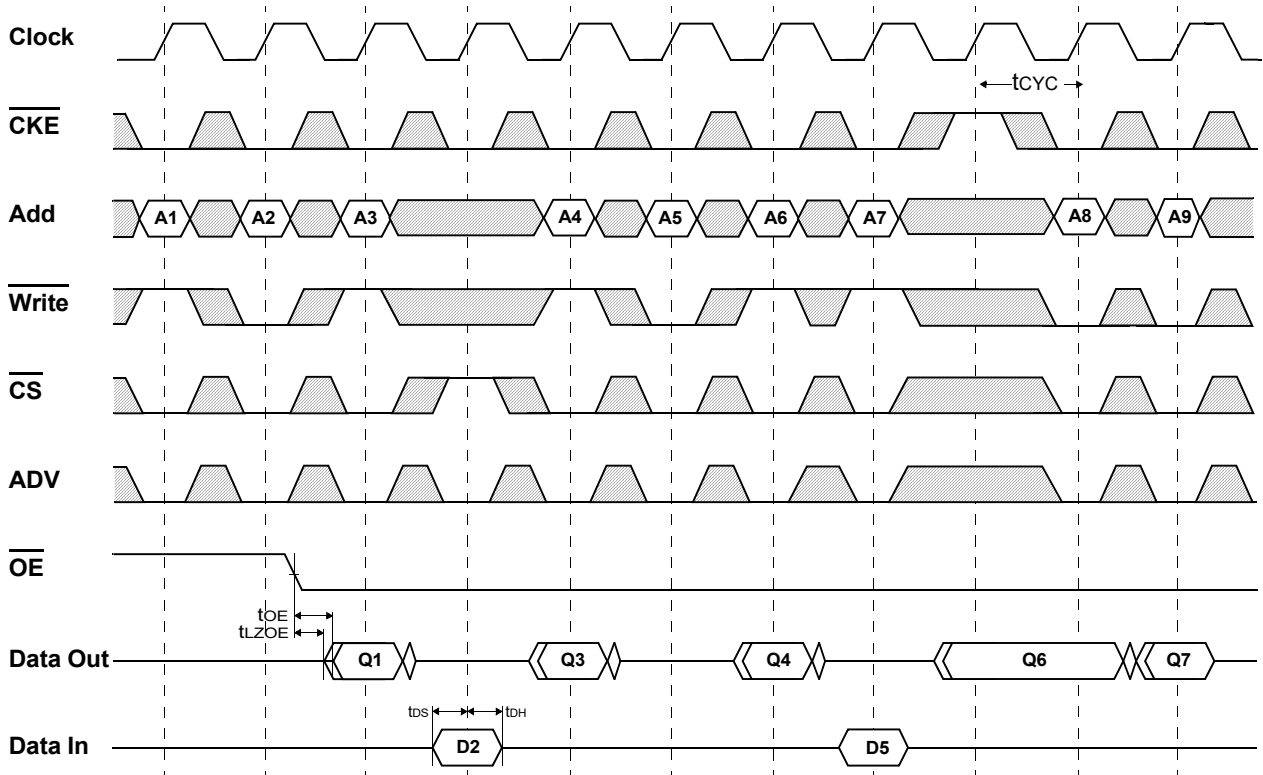 Clock
tCYC
CKE
Add A1 A2 A3 A4 A5 A6 A7 A8 A9
Write
CS
ADV
OE
tOE
tLZOE
Data Out Q1 Q3 Q4 Q6 Q7
tDS tDH
Data In D2 D5